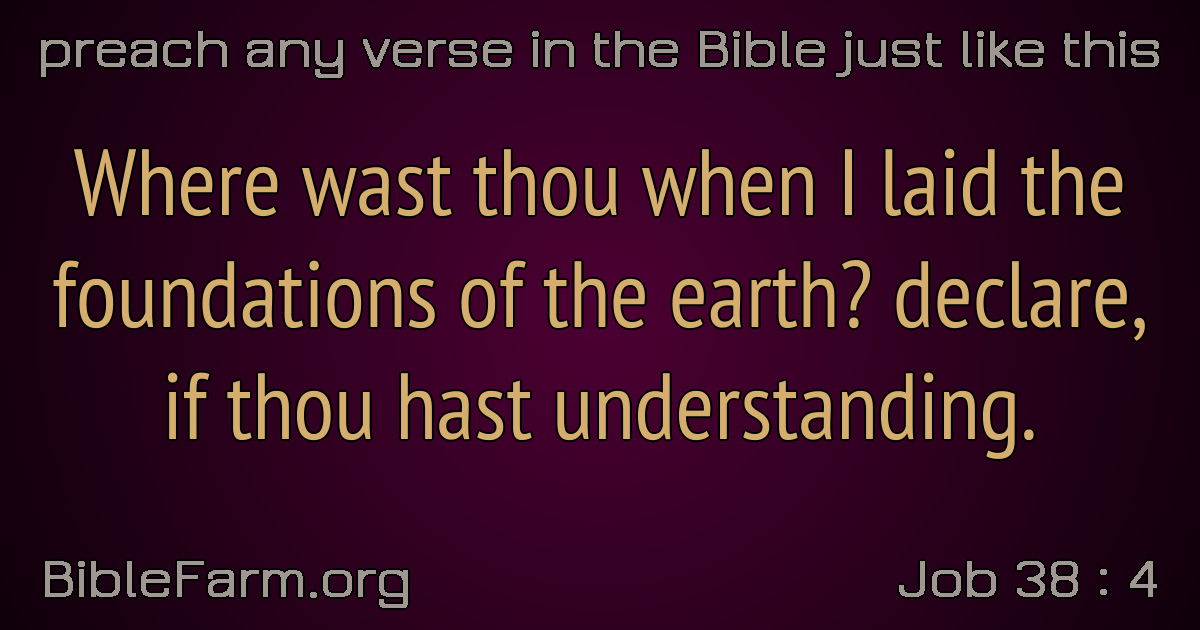 preach any verse in the Bible just like this
Where wast thou when I laid the
foundations of the earth? declare,
if thou hast understanding.
BibleFarm.org
Job 38 : 4